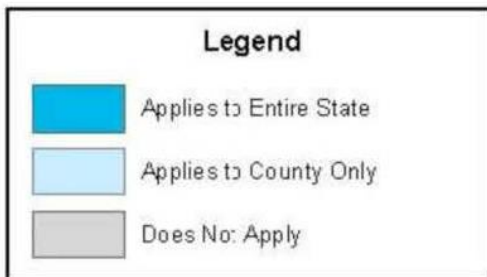 Legend
Applies to Entire State
Applies to County Only
Does Not Apply